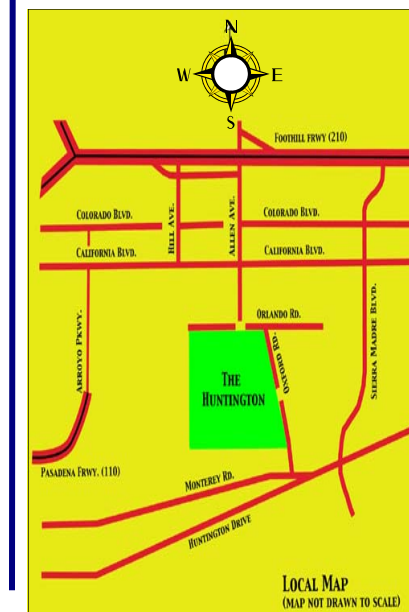 N
W E
S
FOOTHILL FRWY (210)
COLORADO BLVD.
HILL AVE.
ALLEN AVE.
COLORADO BLVD.
CALIFORNIA BLVD.
CALIFORNIA BLVD.
ARROYO PKWY.
ORLANDO RD.
OXFORD RD.
SIERRA MADRE BLVD.
THE
HUNTINGTON
PASADENA FRWY. (110)
MONTEREY RD.
HUNTINGTON DRIVE
LOCAL MAP
(MAP NOT DRAWN TO SCALE)